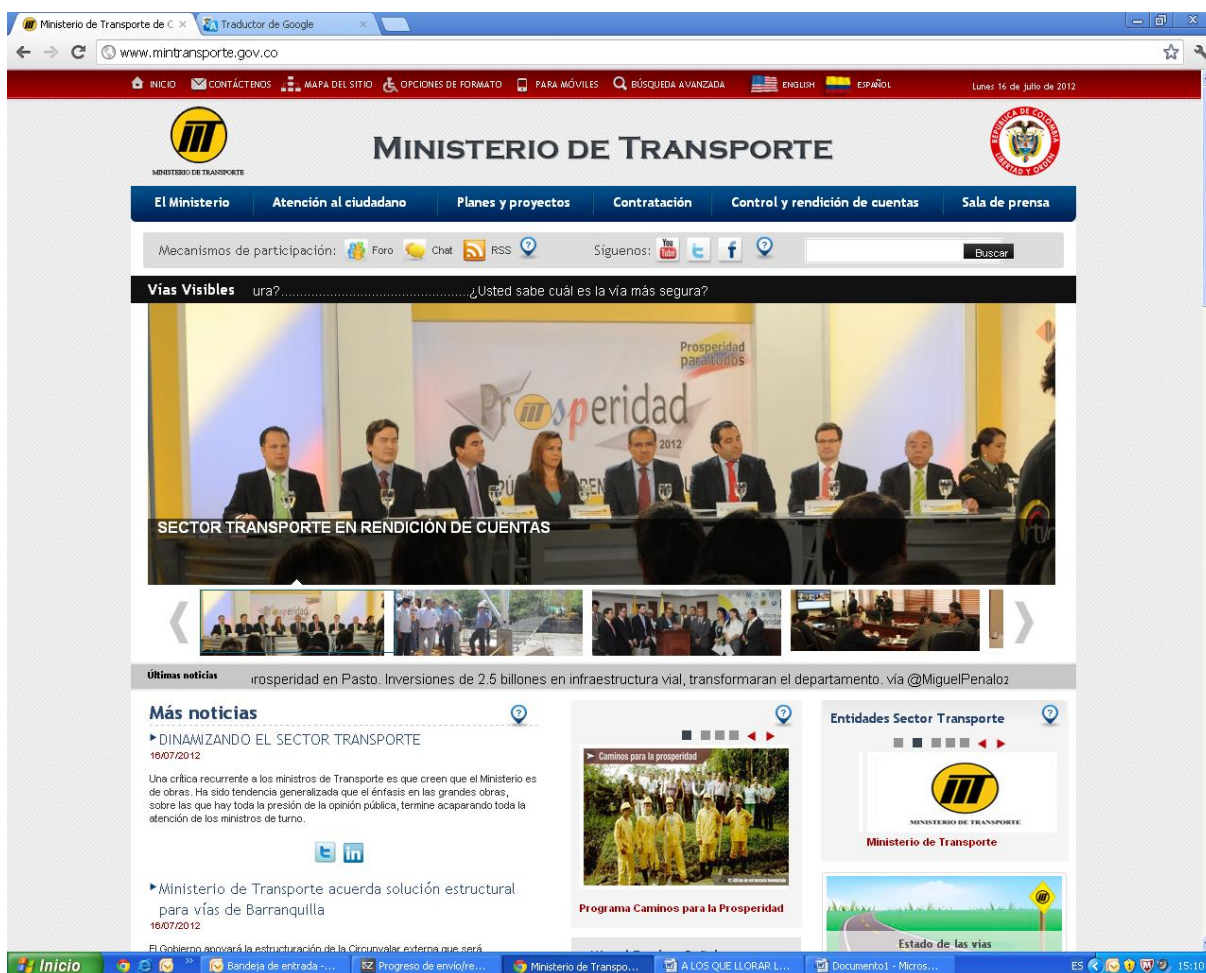 Ministerio de Transporte de C
Traductor de Google
www.mintransporte.gov.co
INICIO CONTÁCTENOS MAPA DEL SITIO OPCIONES DE FORMATO PARA MÓVILES BÚSQUEDA AVANZADA ENGLISH ESPAÑOL Lunes 16 de julio de 2012
MINISTERIO DE TRANSPORTE
MINISTERIO DE TRANSPORTE
REPUBLICA DE COLOMBIA
LIBERTAD Y ORDEN
El Ministerio Atención al ciudadano Planes y proyectos Contratación Control y rendición de cuentas Sala de prensa
Mecanismos de participación: Foro Chat RSS Síguenos: You Tube Buscar
Vías Visibles ura?..................................................¿Usted sabe cuál es la vía más segura?
Prosperidad
para todos
Prosperidad
2012
SECTOR TRANSPORTE EN RENDICIÓN DE CUENTAS
Últimas noticias rosperidad en Pasto. Inversiones de 2.5 billones en infraestructura vial, transformaran el departamento. vía @MiguelPenaloz
Más noticias
DINAMIZANDO EL SECTOR TRANSPORTE
16/07/2012
Una crítica recurrente a los ministros de Transporte es que creen que el Ministerio es
de obras. Ha sido tendencia generalizada que el énfasis en las grandes obras,
sobre las que hay toda la presión de la opinión pública, termine acaparando toda la
atención de los ministros de turno.
Ministerio de Transporte acuerda solución estructural
para vías de Barranquilla
16/07/2012
El Gobierno apoyará la estructuración de la Circunvalar externa que será
Caminos para la prosperidad
Programa Caminos para la Prosperidad
Entidades Sector Transporte
MINISTERIO DE TRANSPORTE
Ministerio de Transporte
Estado de las vias
Inicio Bandeja de entrada -... Progreso de envío/re... Ministerio de Transpo... A LOS QUE LLORAR L... Documento1 - Micros... ES 15:10